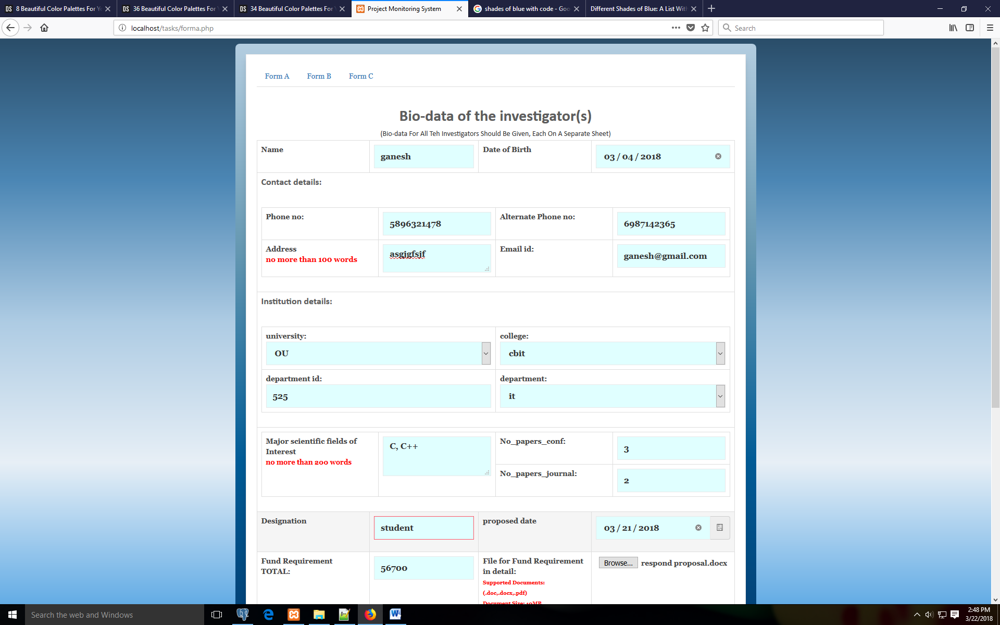 8 Beautiful Color Palettes For Yo
36 Beautiful Color Palettes For
34 Beautiful Color Palettes For
Project Monitoring System
shades of blue with code - Goo
Different Shades of Blue: A List Wit
localhost/tasks/forma.php
Search
Form A Form B Form C
Bio-data of the investigator(s)
(Bio-data For All Teh Investigators Should Be Given, Each On A Separate Sheet)
Name ganesh Date of Birth 03 / 04 / 2018
Contact details:
Phone no: 5896321478 Alternate Phone no: 6987142365
Address asgjgfsjf Email id: ganesh@gmail.com
no more than 100 words
Institution details:
university: college:
OU cbit
department id: department:
525 it
Major scientific fields of C, C++ No_papers_conf: 3
Interest
no more than 200 words
No_papers_journal: 2
Designation student proposed date 03 / 21 / 2018
Fund Requirement 56700 File for Fund Requirement Browse... respond proposal.docx
TOTAL: in detail:
Supported Documents:
(.doc,.docx,.pdf)
Document Size: 10MB
Search the web and Windows
2:48 PM
3/22/2018